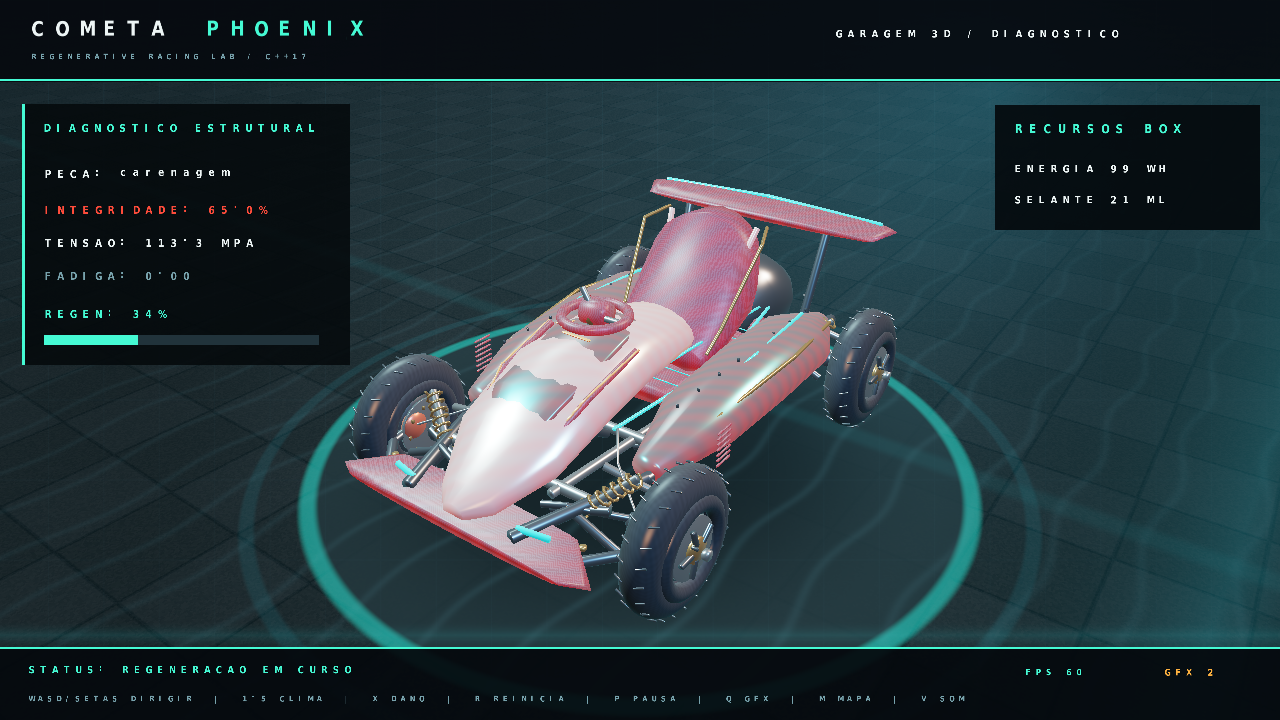 COMETA PHOENIX
REGENERATIVE RACING LAB / C++17
GARAGEM 3D / DIAGNOSTICO
DIAGNOSTICO ESTRUTURAL
PECA: carenagem
INTEGRIDADE: 65.0%
TENSAO: 113.3 MPA
FADIGA: 0.00
REGEN: 34%
RECURSOS BOX
ENERGIA 99 WH
SELANTE 21 ML
STATUS: REGENERACAO EM CURSO
FPS 60
GFX 2
WASD/SETAS DIRIGIR | 1-5 CLIMA | X DANO | R REINICIA | P PAUSA | Q GFX | M MAPA | V SOM